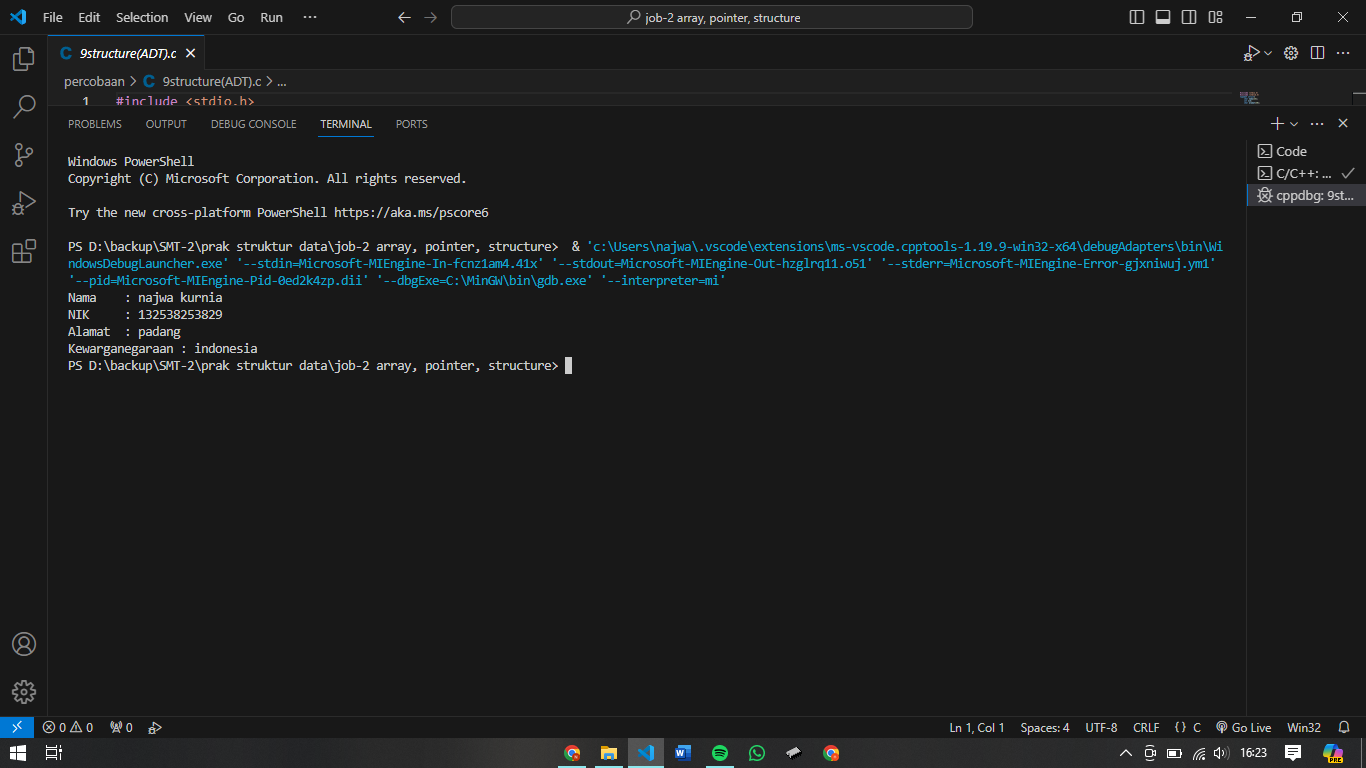 File Edit Selection View Go Run ···
job-2 array, pointer, structure
C 9structure(ADT).c
percobaan > C 9structure(ADT).c > ...
1 #include <stdio.h>
PROBLEMS OUTPUT DEBUG CONSOLE TERMINAL PORTS
Windows PowerShell
Copyright (C) Microsoft Corporation. All rights reserved.
Try the new cross-platform PowerShell https://aka.ms/pscore6
PS D:\backup\SMT-2\prak struktur data\job-2 array, pointer, structure>  & 'c:\Users\najwa\.vscode\extensions\ms-vscode.cpptools-1.19.9-win32-x64\debugAdapters\bin\Wi
ndowsDebugLauncher.exe' '--stdin=Microsoft-MIEngine-In-fcnz1am4.41x' '--stdout=Microsoft-MIEngine-Out-hzglrq11.o51' '--stderr=Microsoft-MIEngine-Error-gjxniwuj.ym1'
'--pid=Microsoft-MIEngine-Pid-0ed2k4zp.dii' '--dbgExe=C:\MinGW\bin\gdb.exe' '--interpreter=mi'
Nama    : najwa kurnia
NIK     : 132538253829
Alamat  : padang
Kewarganegaraan : indonesia
PS D:\backup\SMT-2\prak struktur data\job-2 array, pointer, structure>
Code
C/C++: ...
cppdbg: 9st...
0 0 0
Ln 1, Col 1 Spaces: 4 UTF-8 CRLF {} C Go Live Win32
16:23
PRE